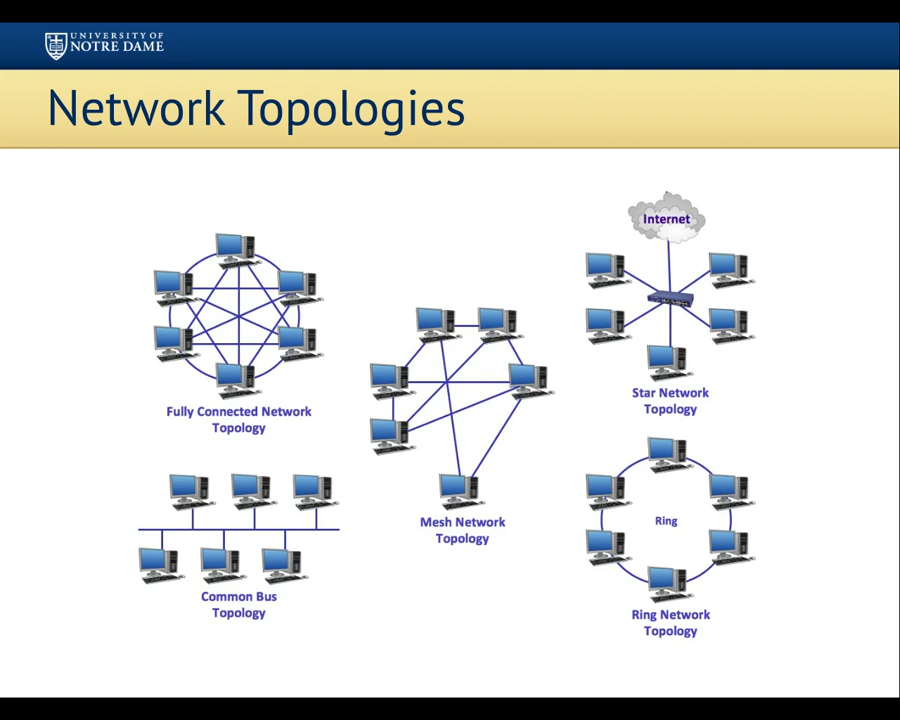 UNIVERSITY OF
NOTRE DAME
Network Topologies
Internet
Fully Connected Network
Topology
Star Network
Topology
Mesh Network
Topology
Ring
Common Bus
Topology
Ring Network
Topology